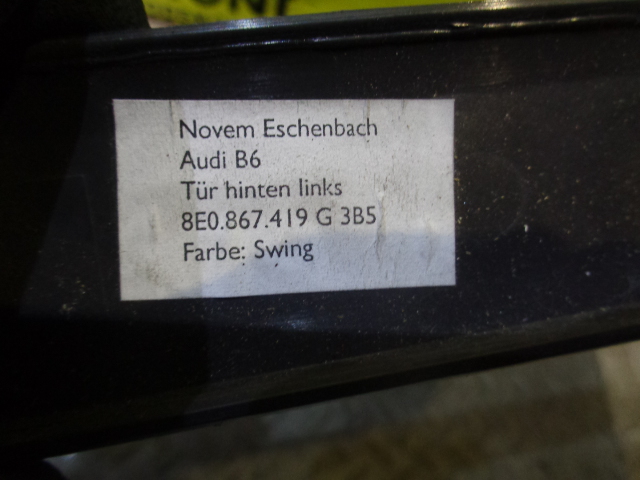 Novem Eschenbach
Audi B6
Tür hinten links
8E0.867.419 G 3B5
Farbe: Swing